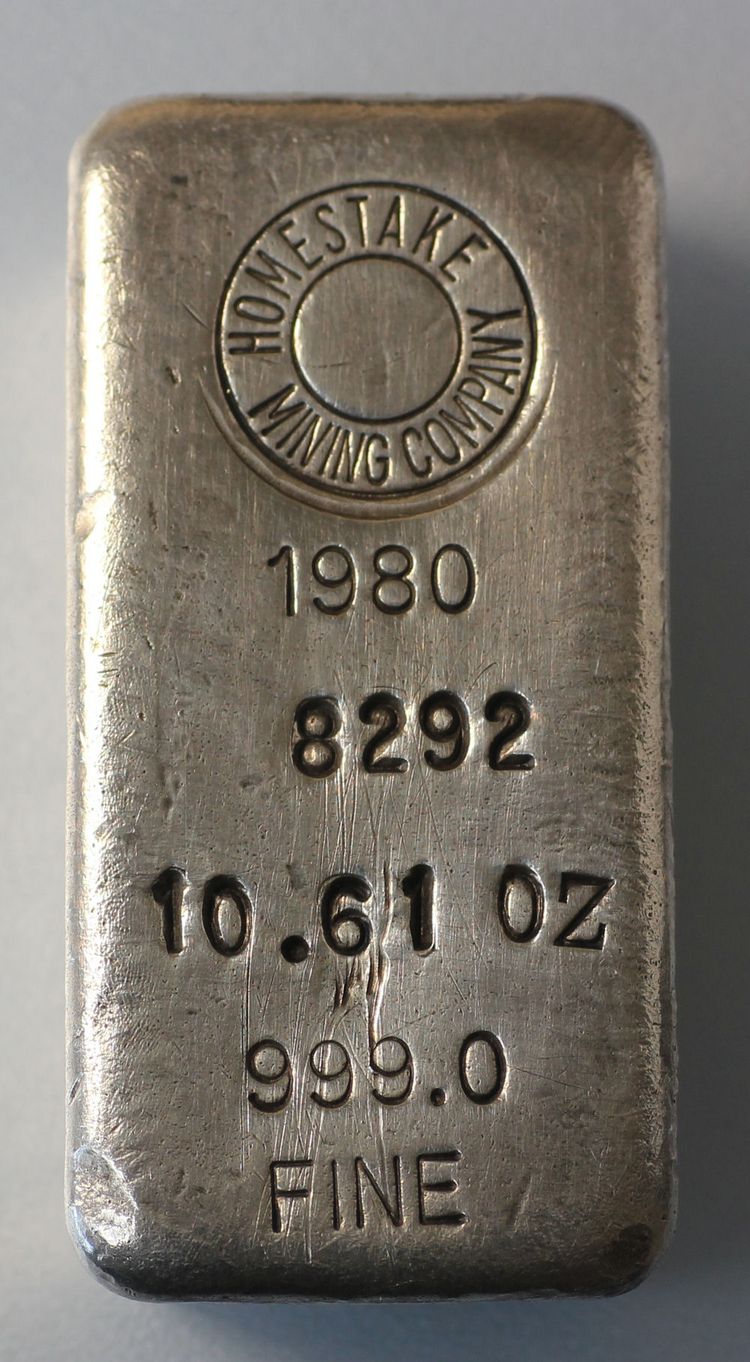 HOMESTAKE
MINING COMPANY
1980
8292
10.61 OZ
999.0
FINE